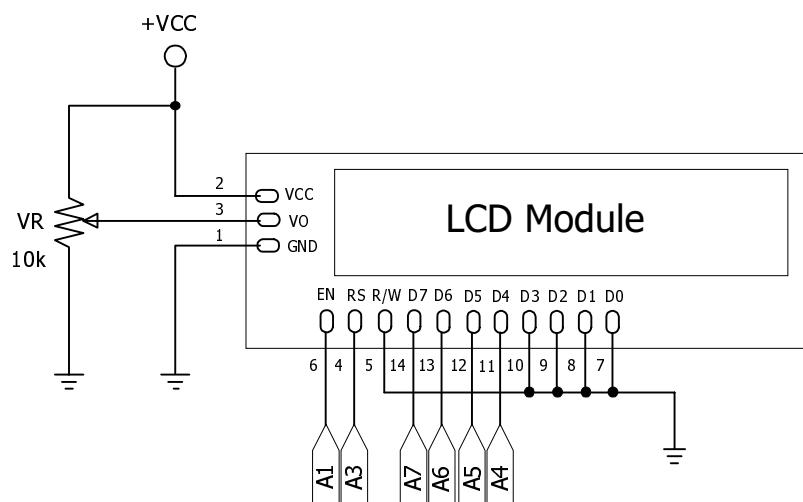 +VCC
2
VCC
3
VO
1
GND
VR
10k
LCD Module
EN RS R/W D7 D6 D5 D4 D3 D2 D1 D0
6 4 5 14 13 12 11 10 9 8 7
A1 A3 A7 A6 A5 A4